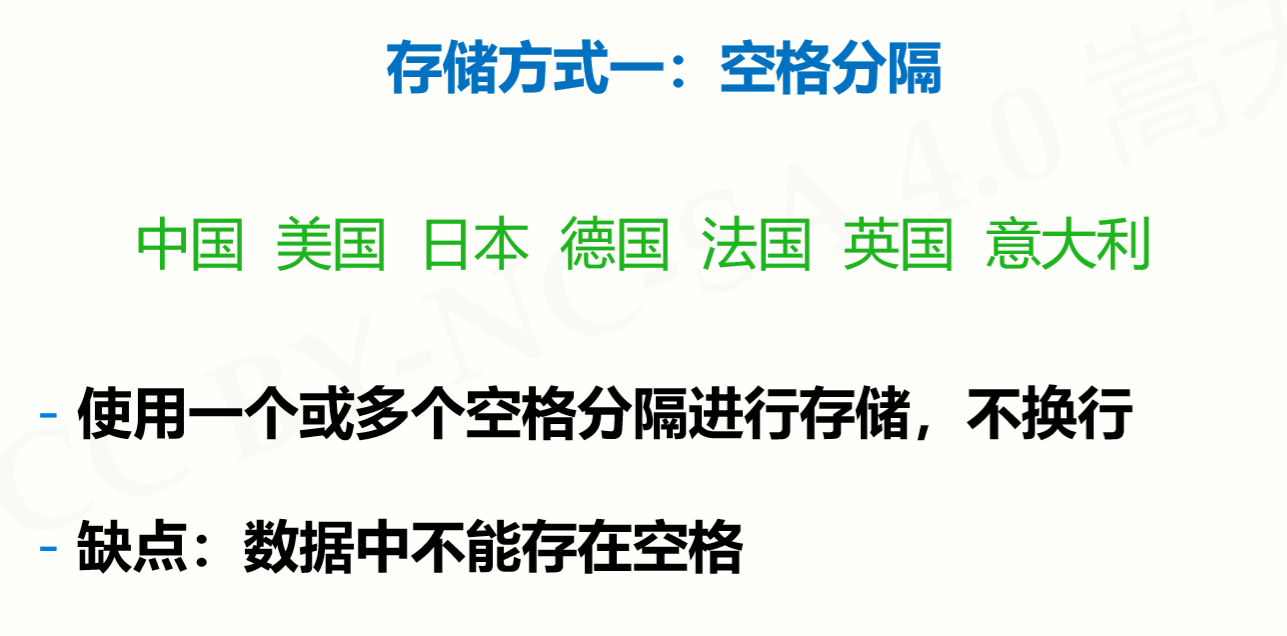 存储方式一：空格分隔
中国 美国 日本 德国 法国 英国 意大利
- 使用一个或多个空格分隔进行存储，不换行
- 缺点：数据中不能存在空格
CC BY-NC-SA 4.0 嵩天